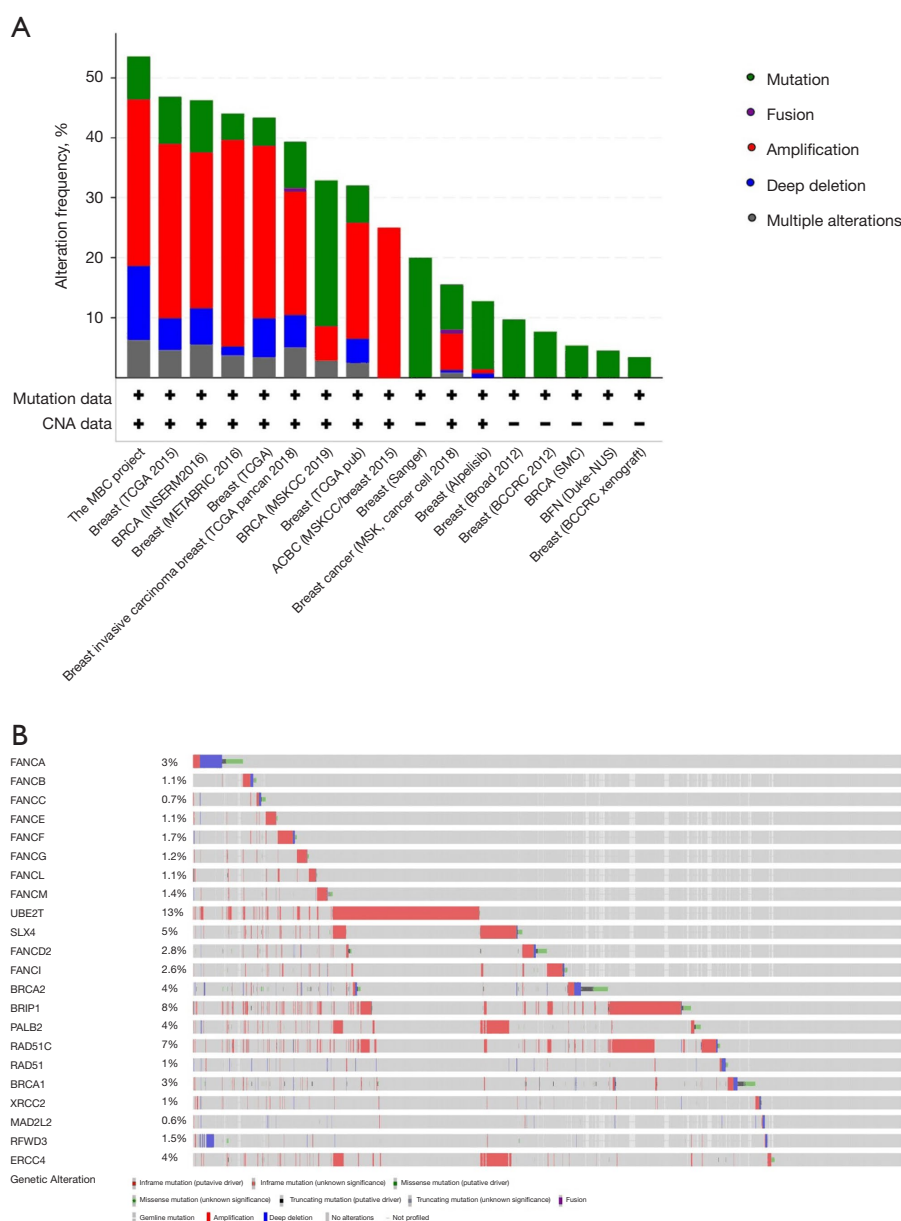 A
Alteration frequency, %
50
40
30
20
10
Mutation
Fusion
Amplification
Deep deletion
Multiple alterations
Mutation data + + + + + + + + + + + + + + + + +
CNA data + + + + + + + + + − + + − − − − −
The MBC project
Breast (TCGA 2015)
BRCA (INSERM2016)
Breast (METABRIC 2016)
Breast (TCGA)
Breast invasive carcinoma breast (TCGA pancan 2018)
BRCA (MSKCC 2019)
Breast (TCGA pub)
ACBC (MSKCC/breast 2015)
Breast (Sanger)
Breast cancer (MSK, cancer cell 2018)
Breast (Alpelisib)
Breast (Broad 2012)
Breast (BCCRC 2012)
BRCA (SMC)
BFN (Duke-NUS)
Breast (BCCRC xenograft)
B
FANCA 3%
FANCB 1.1%
FANCC 0.7%
FANCE 1.1%
FANCF 1.7%
FANCG 1.2%
FANCL 1.1%
FANCM 1.4%
UBE2T 13%
SLX4 5%
FANCD2 2.8%
FANCI 2.6%
BRCA2 4%
BRIP1 8%
PALB2 4%
RAD51C 7%
RAD51 1%
BRCA1 3%
XRCC2 1%
MAD2L2 0.6%
RFWD3 1.5%
ERCC4 4%
Genetic Alteration Inframe mutation (putavive driver) Inframe mutation (unknown significance) Missense mutation (putative driver)
Missense mutation (unknown significance) Truncating mutation (putative driver) Truncating mutation (unknown significance) Fusion
Germline mutation Amplification Deep deletion No alterations Not profiled